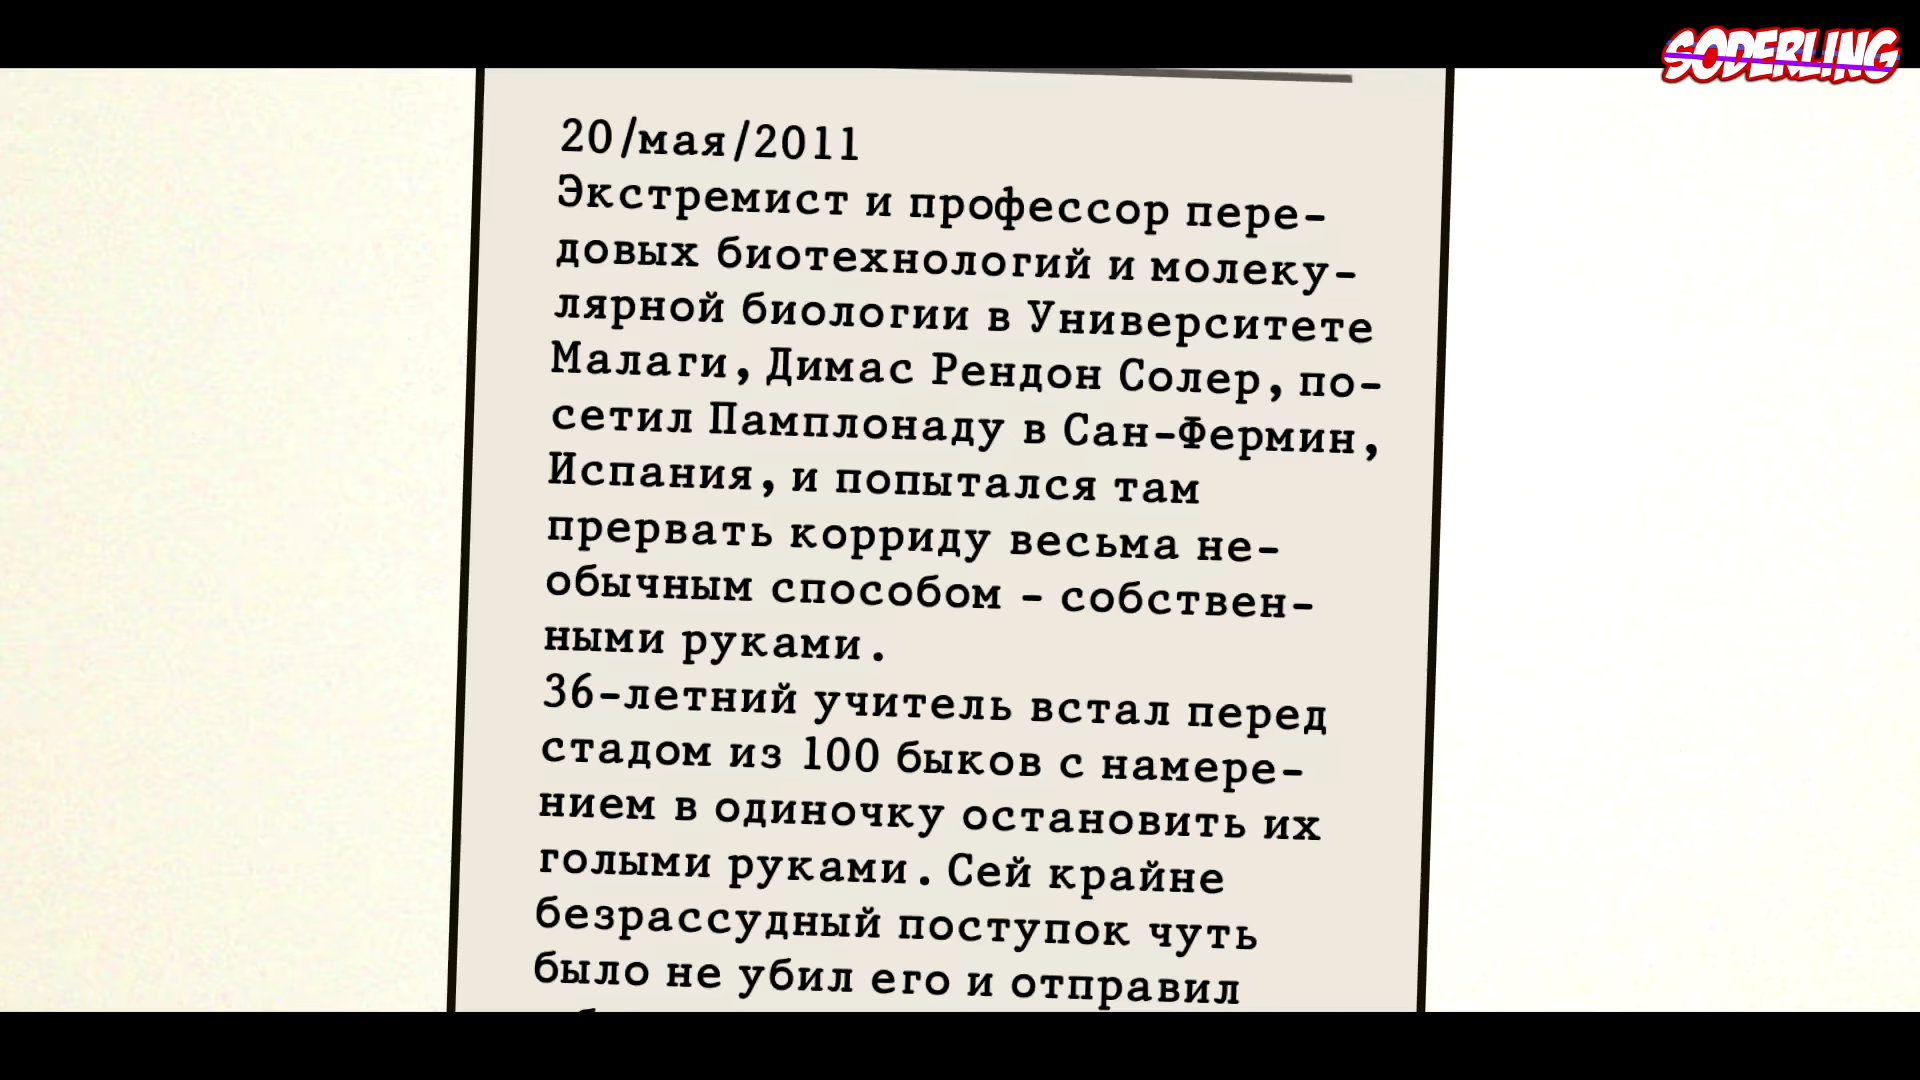 SODERLING
20/мая/2011
Экстремист и профессор пере-
довых биотехнологий и молеку-
лярной биологии в Университете
Малаги, Димас Рендон Солер, по-
сетил Памплонаду в Сан-Фермин,
Испания, и попытался там
прервать корриду весьма не-
обычным способом - собствен-
ными руками.
36-летний учитель встал перед
стадом из 100 быков с намере-
нием в одиночку остановить их
голыми руками. Сей крайне
безрассудный поступок чуть
было не убил его и отправил